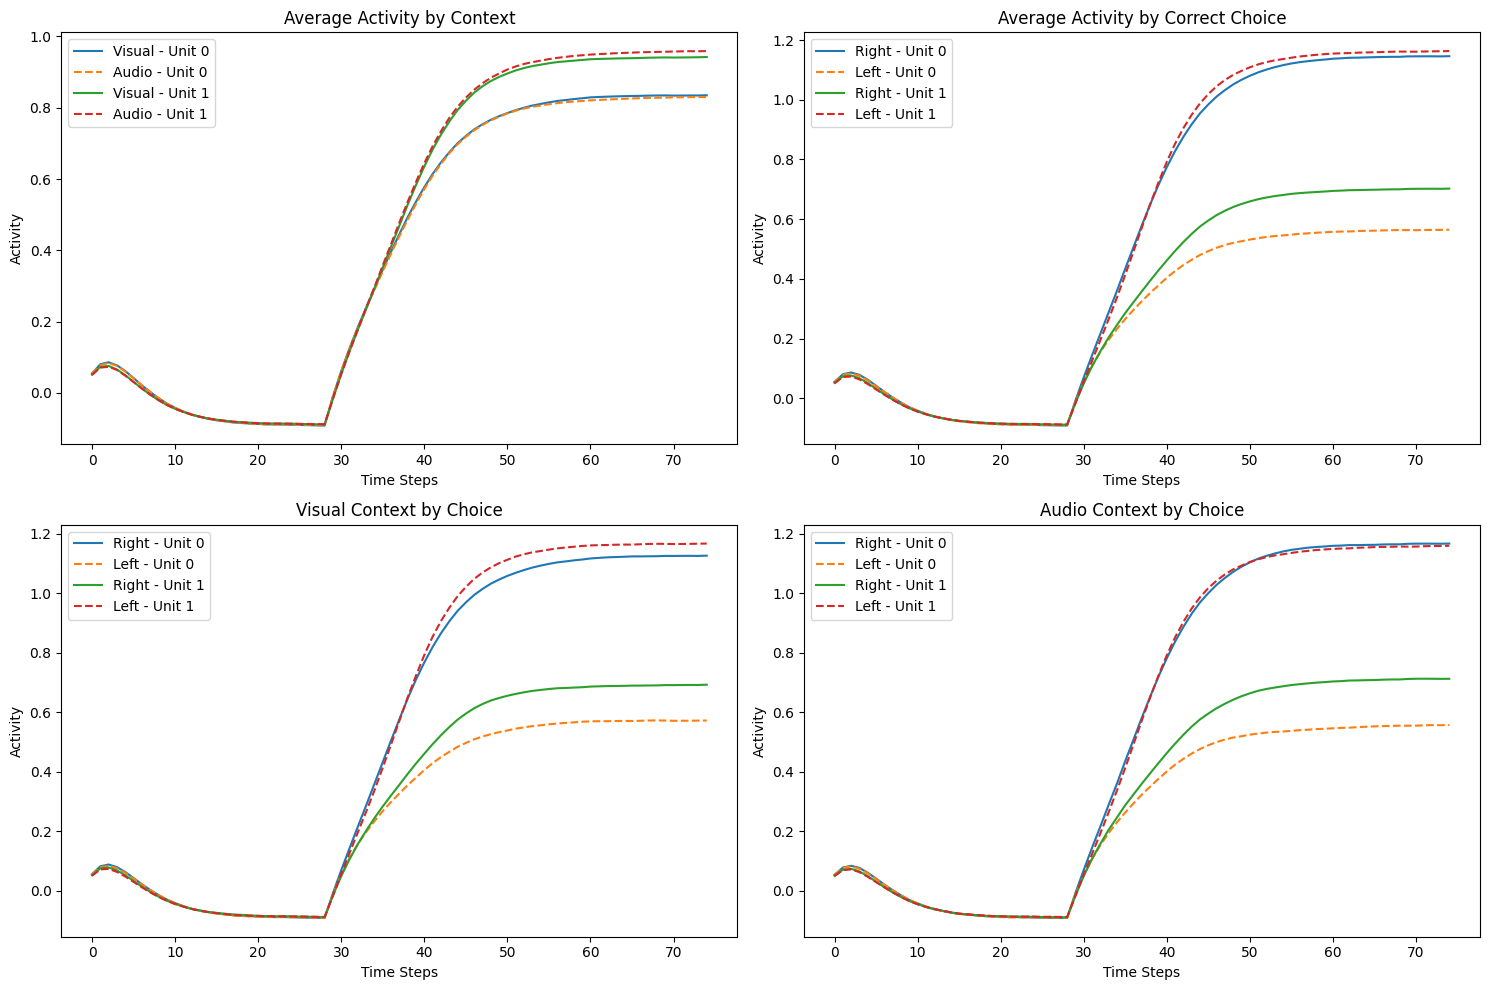 Average Activity by Context
1.0
0.8
0.6
0.4
0.2
0.0
Activity
Visual - Unit 0
Audio - Unit 0
Visual - Unit 1
Audio - Unit 1
0 10 20 30 40 50 60 70
Time Steps
Average Activity by Correct Choice
1.2
1.0
0.8
0.6
0.4
0.2
0.0
Activity
Right - Unit 0
Left - Unit 0
Right - Unit 1
Left - Unit 1
0 10 20 30 40 50 60 70
Time Steps
Visual Context by Choice
1.2
1.0
0.8
0.6
0.4
0.2
0.0
Activity
Right - Unit 0
Left - Unit 0
Right - Unit 1
Left - Unit 1
0 10 20 30 40 50 60 70
Time Steps
Audio Context by Choice
1.2
1.0
0.8
0.6
0.4
0.2
0.0
Activity
Right - Unit 0
Left - Unit 0
Right - Unit 1
Left - Unit 1
0 10 20 30 40 50 60 70
Time Steps